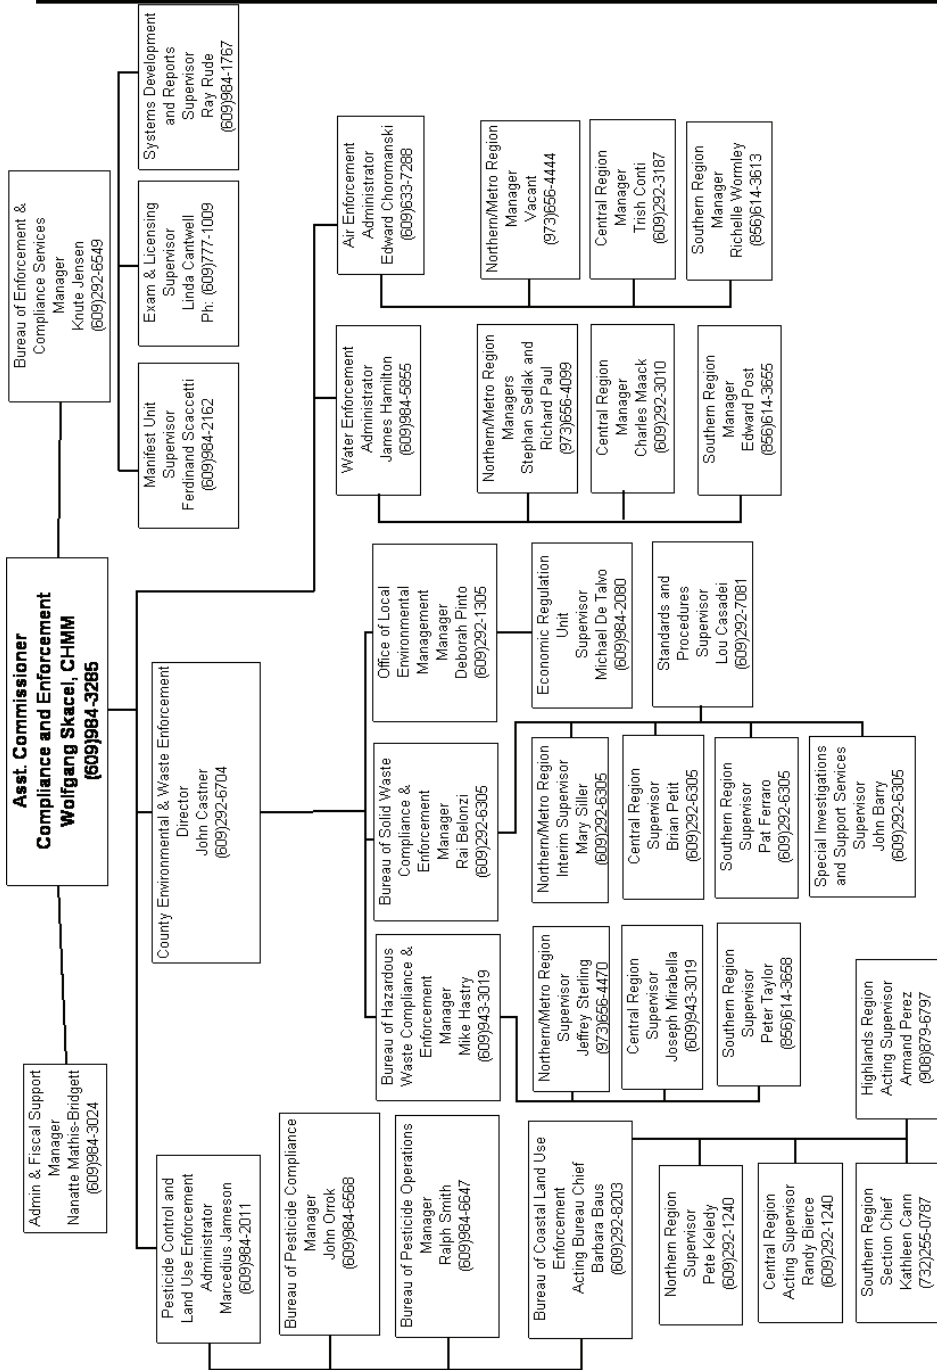 Asst. Commissioner
Compliance and Enforcement
Wolfgang Skacel, CHMM
(609)984-3285
Admin & Fiscal Support
Manager
Nanatte Mathis-Bridgett
(609)984-3024
Bureau of Enforcement &
Compliance Services
Manager
Knute Jensen
(609)292-6549
Manifest Unit
Supervisor
Ferdinand Scaccetti
(609)984-2162
Exam & Licensing
Supervisor
Linda Cantwell
Ph: (609)777-1009
Systems Development
and Reports
Supervisor
Ray Rude
(609)984-1767
Pesticide Control and
Land Use Enforcement
Administrator
Marcedius Jameson
(609)984-2011
Bureau of Pesticide Compliance
Manager
John Orrok
(609)984-6568
Bureau of Pesticide Operations
Manager
Ralph Smith
(609)984-6647
Bureau of Coastal Land Use
Enforcement
Acting Bureau Chief
Barbara Baus
(609)292-8203
Northern Region
Supervisor
Pete Keledy
(609)292-1240
Central Region
Acting Supervisor
Randy Bierce
(609)292-1240
Southern Region
Section Chief
Kathleen Cann
(732)255-0787
Highlands Region
Acting Supervisor
Armand Perez
(908)879-6797
County Environmental & Waste Enforcement
Director
John Castner
(609)292-6704
Bureau of Hazardous
Waste Compliance &
Enforcement
Manager
Mike Hastry
(609)943-3019
Northern/Metro Region
Supervisor
Jeffrey Sterling
(973)656-4470
Central Region
Supervisor
Joseph Mirabella
(609)943-3019
Southern Region
Supervisor
Peter Taylor
(856)614-3658
Bureau of Solid Waste
Compliance &
Enforcement
Manager
Rai Belonzi
(609)292-6305
Northern/Metro Region
Interim Supervisor
Mary Siller
(609)292-6305
Central Region
Supervisor
Brian Petit
(609)292-6305
Southern Region
Supervisor
Pat Ferraro
(609)292-6305
Special Investigations
and Support Services
Supervisor
John Barry
(609)292-6305
Office of Local
Environmental
Management
Manager
Deborah Pinto
(609)292-1305
Economic Regulation
Unit
Supervisor
Michael De Talvo
(609)984-2080
Standards and
Procedures
Supervisor
Lou Casadei
(609)292-7081
Water Enforcement
Administrator
James Hamilton
(609)984-5855
Northern/Metro Region
Managers
Stephan Sedlak and
Richard Paul
(973)656-4099
Central Region
Manager
Charles Maack
(609)292-3010
Southern Region
Manager
Edward Post
(856)614-3655
Air Enforcement
Administrator
Edward Choromanski
(609)633-7288
Northern/Metro Region
Manager
Vacant
(973)656-4444
Central Region
Manager
Trish Conti
(609)292-3187
Southern Region
Manager
Richelle Wormley
(856)614-3613